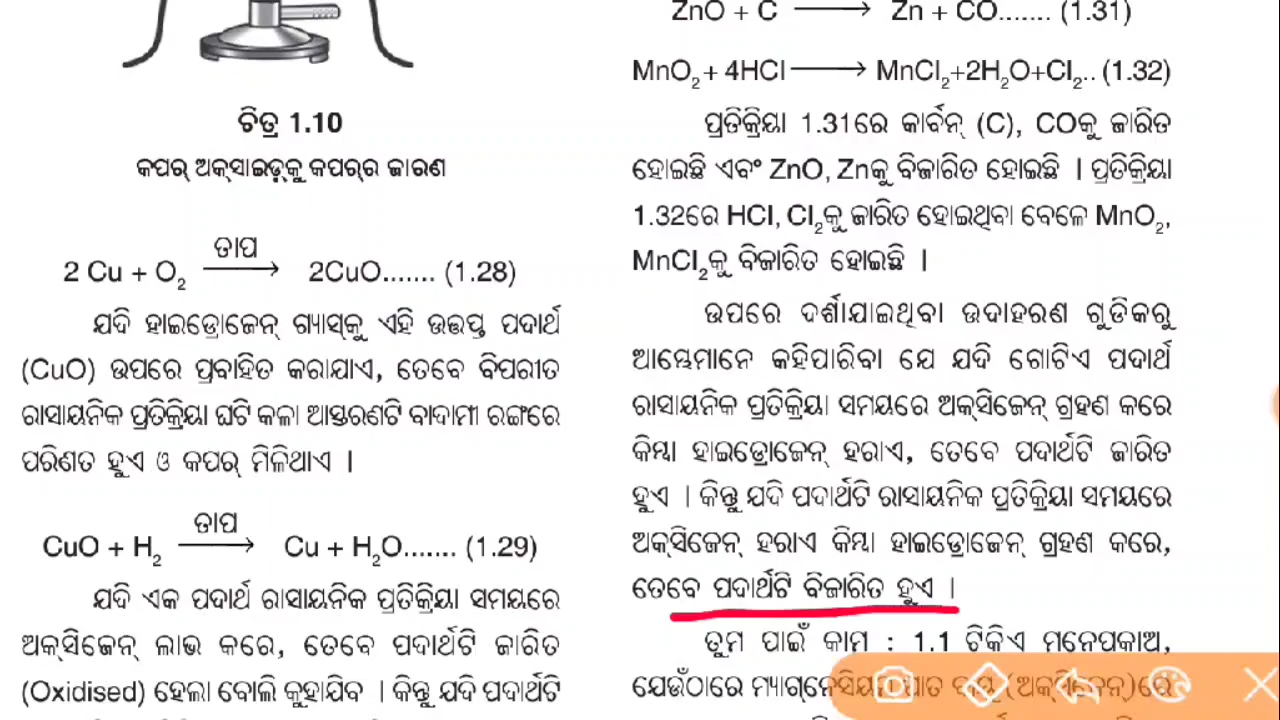 ଚିତ୍ର 1.10
କପର୍ ଅକ୍‌ସାଇଡ୍‌କୁ କପର୍‌ର ଜାରଣ
ତାପ
2 Cu + O₂ ⟶ 2CuO....... (1.28)
ଯଦି ହାଇଡ୍ରୋଜେନ୍ ଗ୍ୟାସ୍‌କୁ ଏହି ଉତ୍ତପ୍ତ ପଦାର୍ଥ
(CuO) ଉପରେ ପ୍ରବାହିତ କରାଯାଏ, ତେବେ ବିପରୀତ
ରାସାୟନିକ ପ୍ରତିକ୍ରିୟା ଘଟି କଳା ଆସ୍ତରଣଟି ବାଦାମୀ ରଙ୍ଗରେ
ପରିଣତ ହୁଏ ଓ କପର୍ ମିଳିଥାଏ ।
ତାପ
CuO + H₂ ⟶ Cu + H₂O....... (1.29)
ଯଦି ଏକ ପଦାର୍ଥ ରାସାୟନିକ ପ୍ରତିକ୍ରିୟା ସମୟରେ
ଅକ୍‌ସିଜେନ୍ ଲାଭ କରେ, ତେବେ ପଦାର୍ଥଟି ଜାରିତ
(Oxidised) ହେଲା ବୋଲି କୁହାଯିବ । କିନ୍ତୁ ଯଦି ପଦାର୍ଥଟି
ZnO + C ⟶ Zn + CO....... (1.31)
MnO₂ + 4HCl ⟶ MnCl₂+2H₂O+Cl₂.. (1.32)
ପ୍ରତିକ୍ରିୟା 1.31ରେ କାର୍ବନ୍ (C), COକୁ ଜାରିତ
ହୋଇଛି ଏବଂ ZnO, Znକୁ ବିଜାରିତ ହୋଇଛି । ପ୍ରତିକ୍ରିୟା
1.32ରେ HCl, Cl₂କୁ ଜାରିତ ହୋଇଥିବା ବେଳେ MnO₂,
MnCl₂କୁ ବିଜାରିତ ହୋଇଛି ।
ଉପରେ ଦର୍ଶାଯାଇଥିବା ଉଦାହରଣ ଗୁଡିକରୁ
ଆମ୍ଭେମାନେ କହିପାରିବା ଯେ ଯଦି ଗୋଟିଏ ପଦାର୍ଥ
ରାସାୟନିକ ପ୍ରତିକ୍ରିୟା ସମୟରେ ଅକ୍‌ସିଜେନ୍ ଗ୍ରହଣ କରେ
କିମ୍ବା ହାଇଡ୍ରୋଜେନ୍ ହରାଏ, ତେବେ ପଦାର୍ଥଟି ଜାରିତ
ହୁଏ । କିନ୍ତୁ ଯଦି ପଦାର୍ଥଟି ରାସାୟନିକ ପ୍ରତିକ୍ରିୟା ସମୟରେ
ଅକ୍‌ସିଜେନ୍ ହରାଏ କିମ୍ବା ହାଇଡ୍ରୋଜେନ୍ ଗ୍ରହଣ କରେ,
ତେବେ ପଦାର୍ଥଟି ବିଜାରିତ ହୁଏ ।
ତୁମ ପାଇଁ କାମ : 1.1 ଟିକିଏ ମନେପକାଅ,
ଯେଉଁଠାରେ